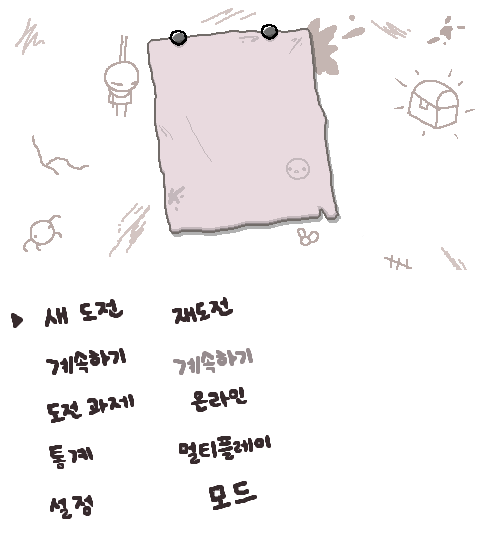 새 도전
재도전
계속하기
계속하기
도전 과제
온라인
통계
멀티플레이
설정
모드